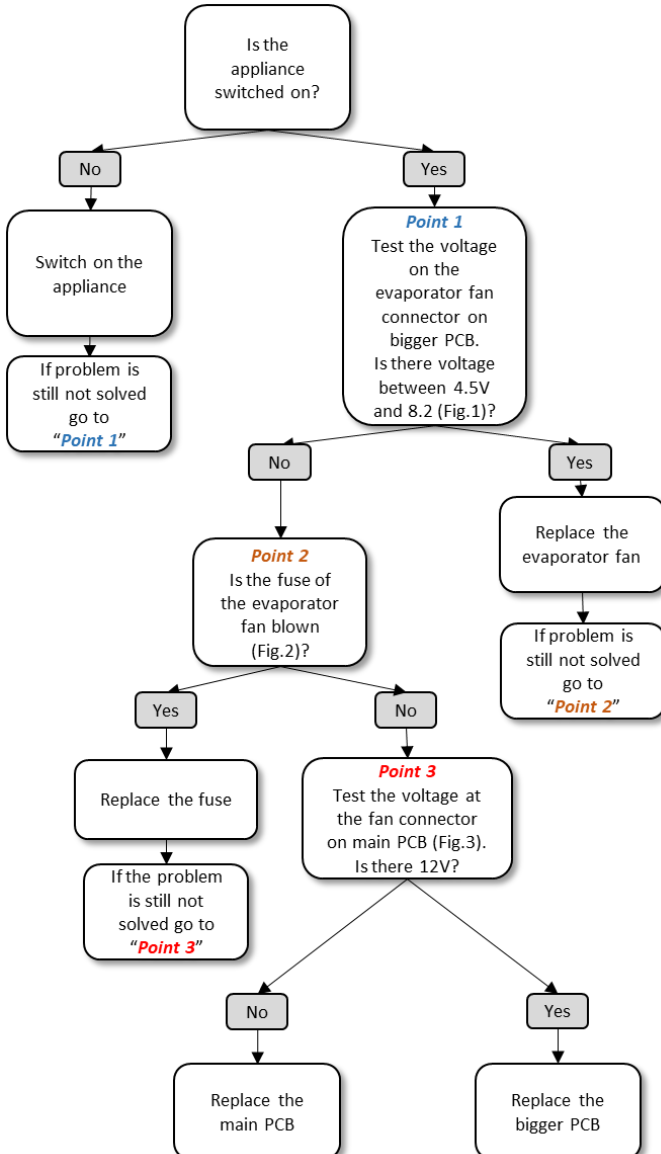 Is the
appliance
switched on?
No
Yes
Switch on the
appliance
If problem is
still not solved
go to
“Point 1”
Point 1
Test the voltage
on the
evaporator fan
connector on
bigger PCB.
Is there voltage
between 4.5V
and 8.2 (Fig.1)?
No
Yes
Point 2
Is the fuse of
the evaporator
fan blown
(Fig.2)?
Replace the
evaporator fan
If problem is
still not solved
go to
“Point 2”
Yes
No
Replace the fuse
If the problem
is still not
solved go to
“Point 3”
Point 3
Test the voltage at
the fan connector
on main PCB (Fig.3).
Is there 12V?
No
Yes
Replace the
main PCB
Replace the
bigger PCB